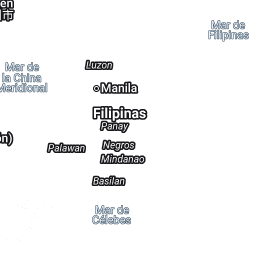 en
市
Mar de
Filipinas
Luzon
Mar de
la China
Meridional
Manila
Filipinas
Panay
Negros
Palawan
Mindanao
Basilan
Mar de
Célebes